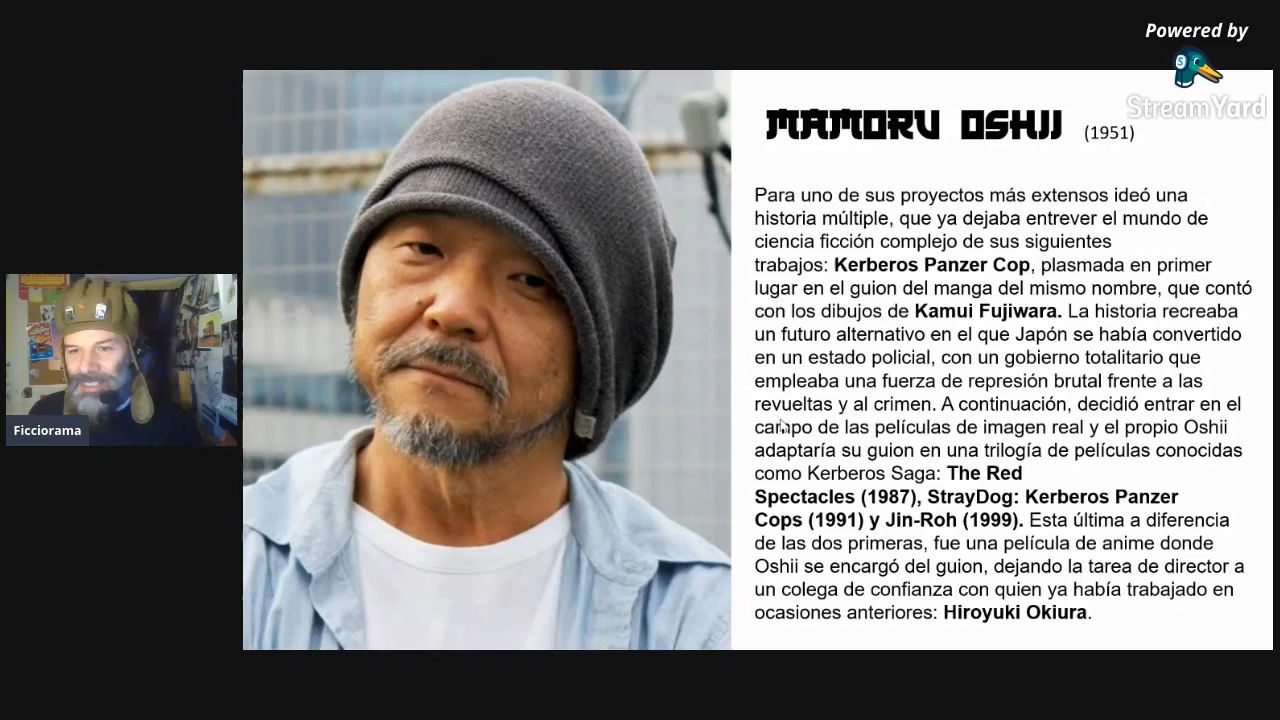 Powered by
StreamYard
MAMORU OSHII (1951)
Para uno de sus proyectos más extensos ideó una
historia múltiple, que ya dejaba entrever el mundo de
ciencia ficción complejo de sus siguientes
trabajos: Kerberos Panzer Cop, plasmada en primer
lugar en el guion del manga del mismo nombre, que contó
con los dibujos de Kamui Fujiwara. La historia recreaba
un futuro alternativo en el que Japón se había convertido
en un estado policial, con un gobierno totalitario que
empleaba una fuerza de represión brutal frente a las
revueltas y al crimen. A continuación, decidió entrar en el
campo de las películas de imagen real y el propio Oshii
adaptaría su guion en una trilogía de películas conocidas
como Kerberos Saga: The Red
Spectacles (1987), StrayDog: Kerberos Panzer
Cops (1991) y Jin-Roh (1999). Esta última a diferencia
de las dos primeras, fue una película de anime donde
Oshii se encargó del guion, dejando la tarea de director a
un colega de confianza con quien ya había trabajado en
ocasiones anteriores: Hiroyuki Okiura.
Ficciorama